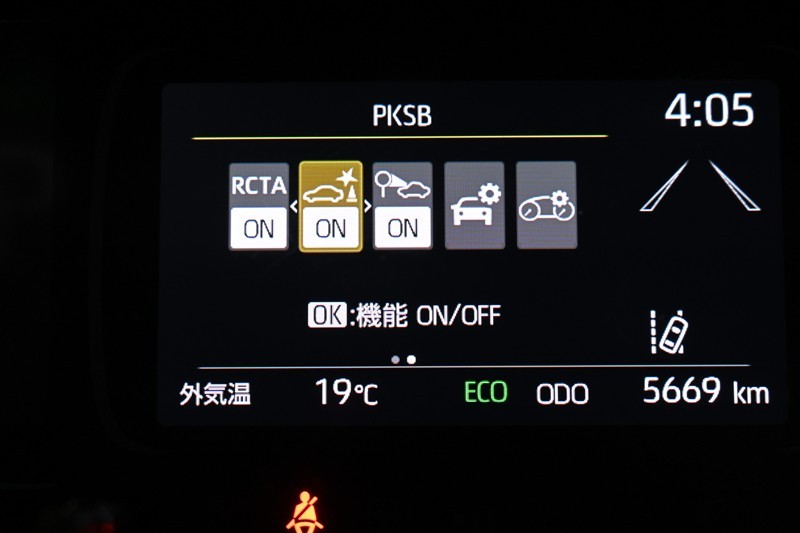 PKSB
4:05
RCTA
ON
ON
ON
OK:機能 ON/OFF
外気温 19℃ ECO ODO 5669 km